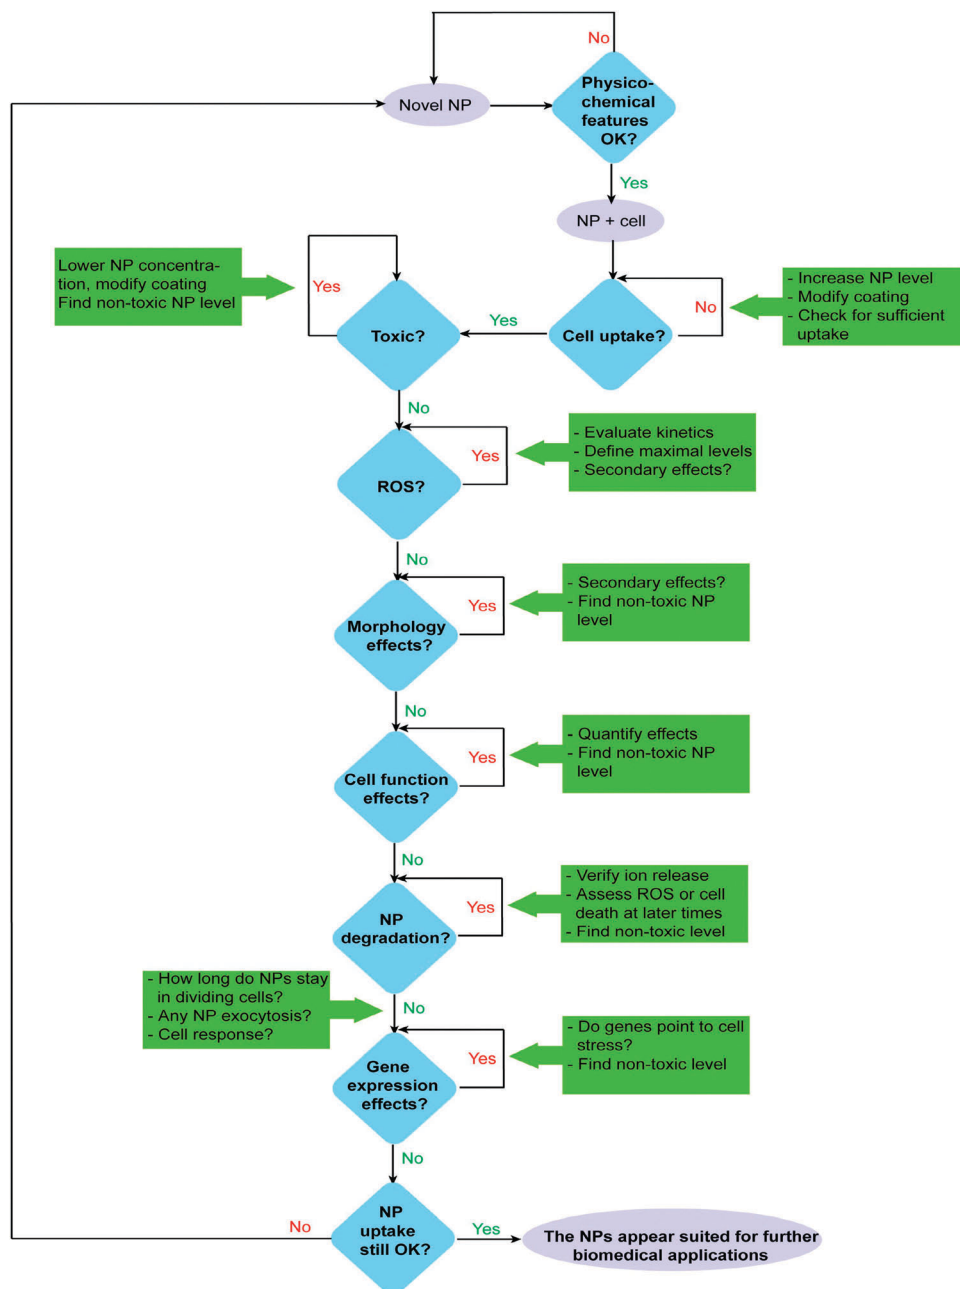 No
Novel NP
Physico-
chemical
features
OK?
Yes
NP + cell
Lower NP concentra-
tion, modify coating
Find non-toxic NP level
Yes
Toxic?
Yes
Cell uptake?
No
- Increase NP level
- Modify coating
- Check for sufficient
uptake
No
ROS?
Yes
- Evaluate kinetics
- Define maximal levels
- Secondary effects?
No
Morphology
effects?
Yes
- Secondary effects?
- Find non-toxic NP
level
No
Cell function
effects?
Yes
- Quantify effects
- Find non-toxic NP
level
No
NP
degradation?
Yes
- Verify ion release
- Assess ROS or cell
death at later times
- Find non-toxic level
- How long do NPs stay
in dividing cells?
- Any NP exocytosis?
- Cell response?
No
Gene
expression
effects?
Yes
- Do genes point to cell
stress?
- Find non-toxic level
No
No
NP
uptake
still OK?
Yes
The NPs appear suited for further
biomedical applications